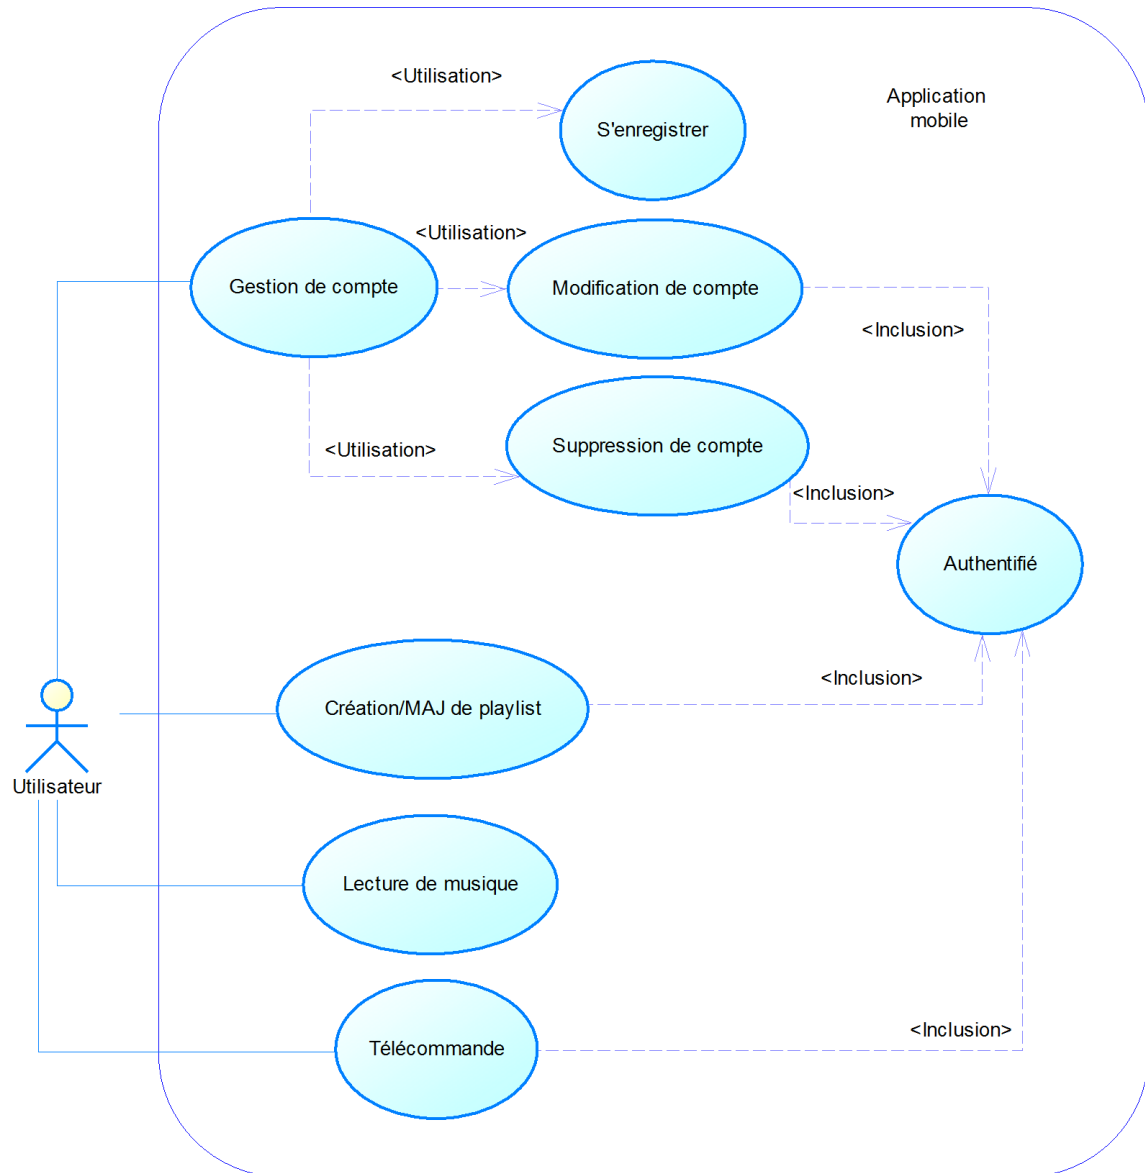 <Utilisation>
Application
mobile
S'enregistrer
<Utilisation>
Gestion de compte
Modification de compte
<Inclusion>
<Utilisation>
Suppression de compte
<Inclusion>
Authentifié
<Inclusion>
Création/MAJ de playlist
Utilisateur
Lecture de musique
<Inclusion>
Télécommande